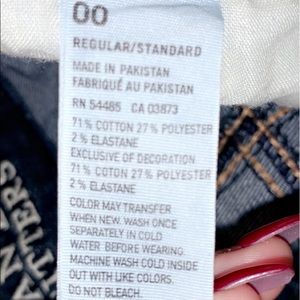 00
REGULAR/STANDARD
MADE IN PAKISTAN
FABRIQUÉ AU PAKISTAN
RN 54485 CA 03873
71% COTTON 27% POLYESTER
2% ELASTANE
EXCLUSIVE OF DECORATION
71% COTTON 27% POLYESTER
2% ELASTANE
COLOR MAY TRANSFER
WHEN NEW. WASH ONCE
SEPARATELY IN COLD
WATER BEFORE WEARING.
MACHINE WASH COLD INSIDE
OUT WITH LIKE COLORS.
DO NOT BLEACH.